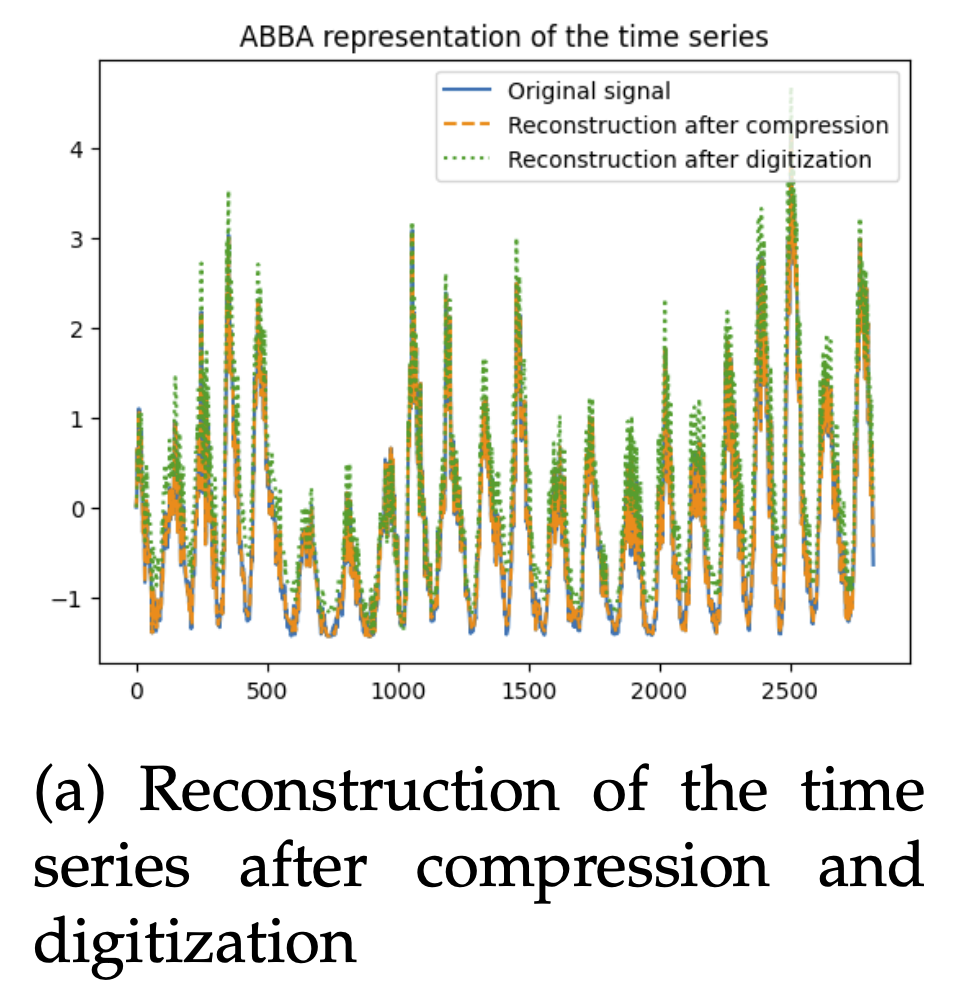 ABBA representation of the time series
Original signal
Reconstruction after compression
Reconstruction after digitization
4
3
2
1
0
−1
0 500 1000 1500 2000 2500
(a) Reconstruction of the time
series after compression and
digitization